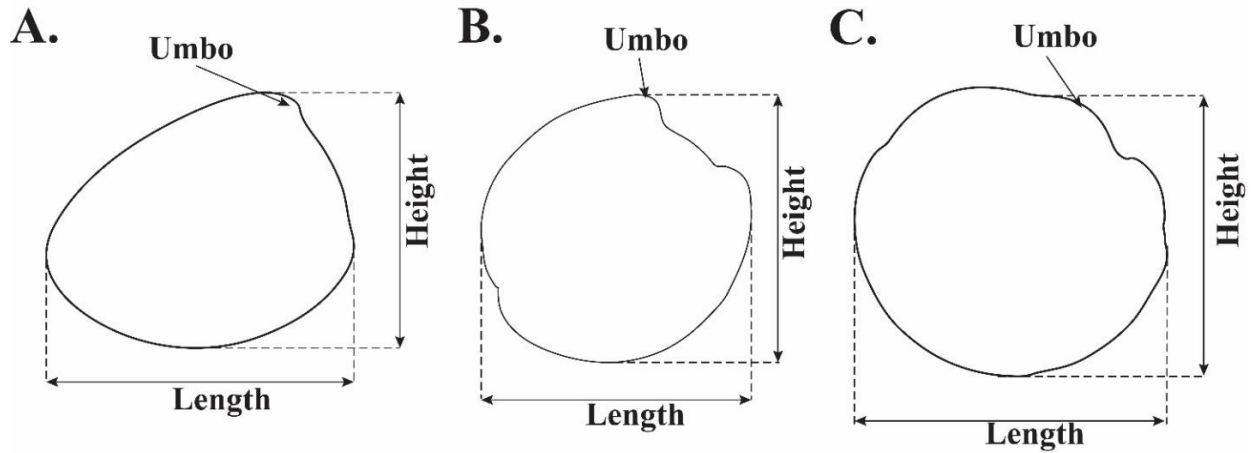 A.
Umbo
Height
Length
B.
Umbo
Height
Length
C.
Umbo
Height
Length